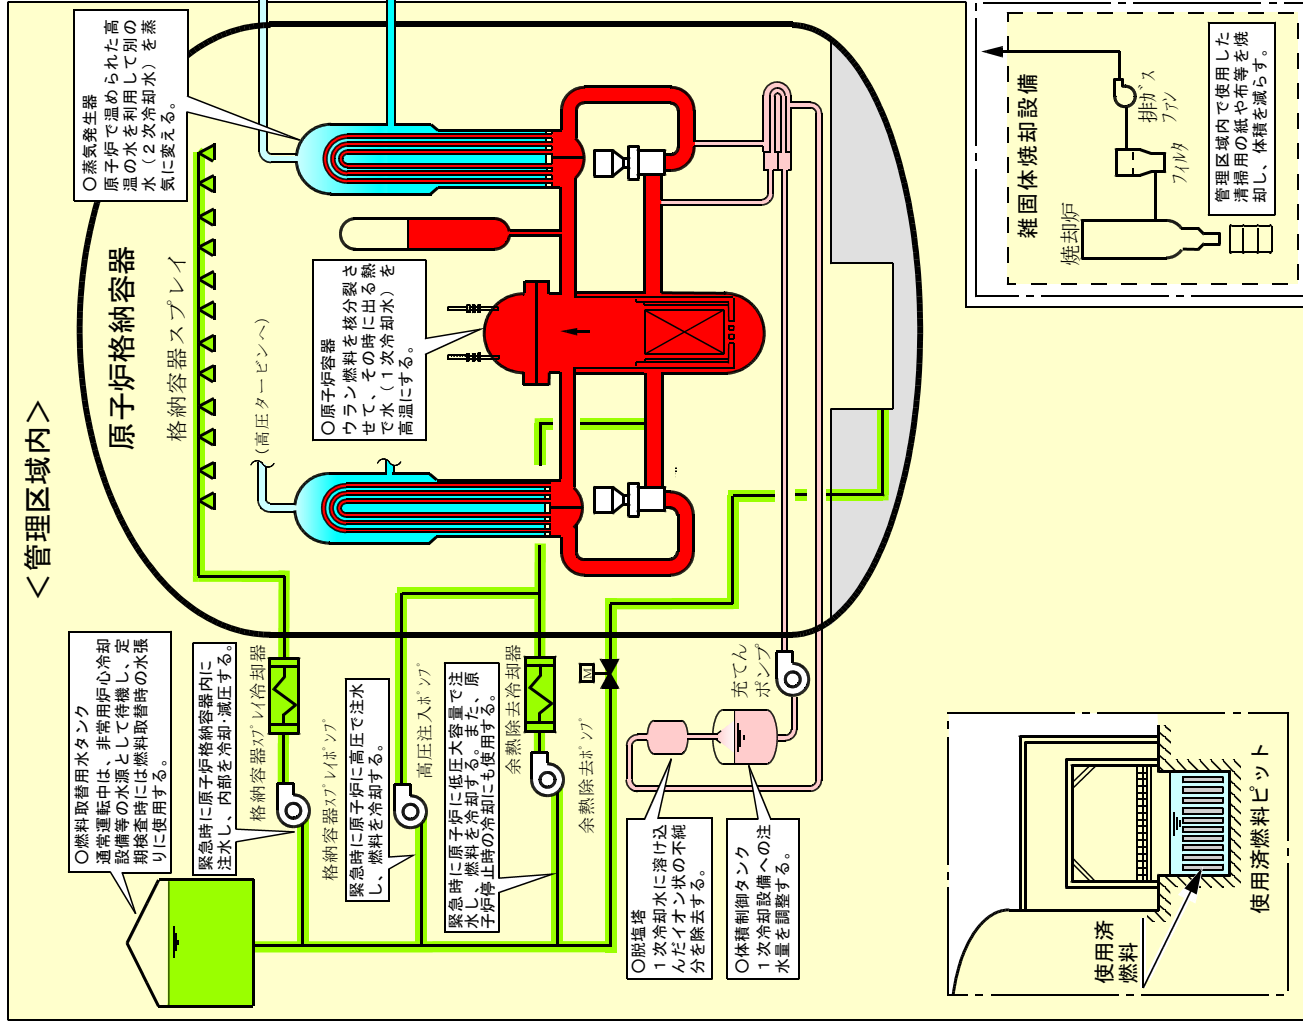 ＜管理区域内＞
原子炉格納容器
格納容器スプレイ
(高圧タービンへ)
○蒸気発生器
原子炉で温められた高
温の水を利用して別の
水（２次冷却水）を蒸
気に変える。
○原子炉容器
ウラン燃料を核分裂さ
せて、その時に出る熱
で水（１次冷却水）を
高温にする。
○燃料取替用水タンク
通常運転中は、非常用炉心冷却
設備等の水源として待機し、定
期検査時には燃料取替時の水張
りに使用する。
緊急時に原子炉格納容器内に
注水し、内部を冷却・減圧する。
格納容器ｽﾌﾟﾚｲ冷却器
格納容器ｽﾌﾟﾚｲﾎﾟﾝﾌﾟ
緊急時に原子炉に高圧で注水
し、燃料を冷却する。
高圧注入ﾎﾟﾝﾌﾟ
緊急時に原子炉に低圧大容量で注
水し、燃料を冷却する。また、原
子炉停止時の冷却にも使用する。
余熱除去冷却器
余熱除去ﾎﾟﾝﾌﾟ
M
充てん
ポンプ
○脱塩塔
１次冷却水に溶け込
んだイオン状の不純
分を除去する。
○体積制御タンク
１次冷却設備への注
水量を調整する。
雑固体焼却設備
焼却炉
ﾌｨﾙﾀ
排ｶﾞｽ
ﾌｧﾝ
管理区域内で使用した
清掃用の紙や布等を焼
却し、体積を減らす。
使用済
燃料
使用済燃料ピット